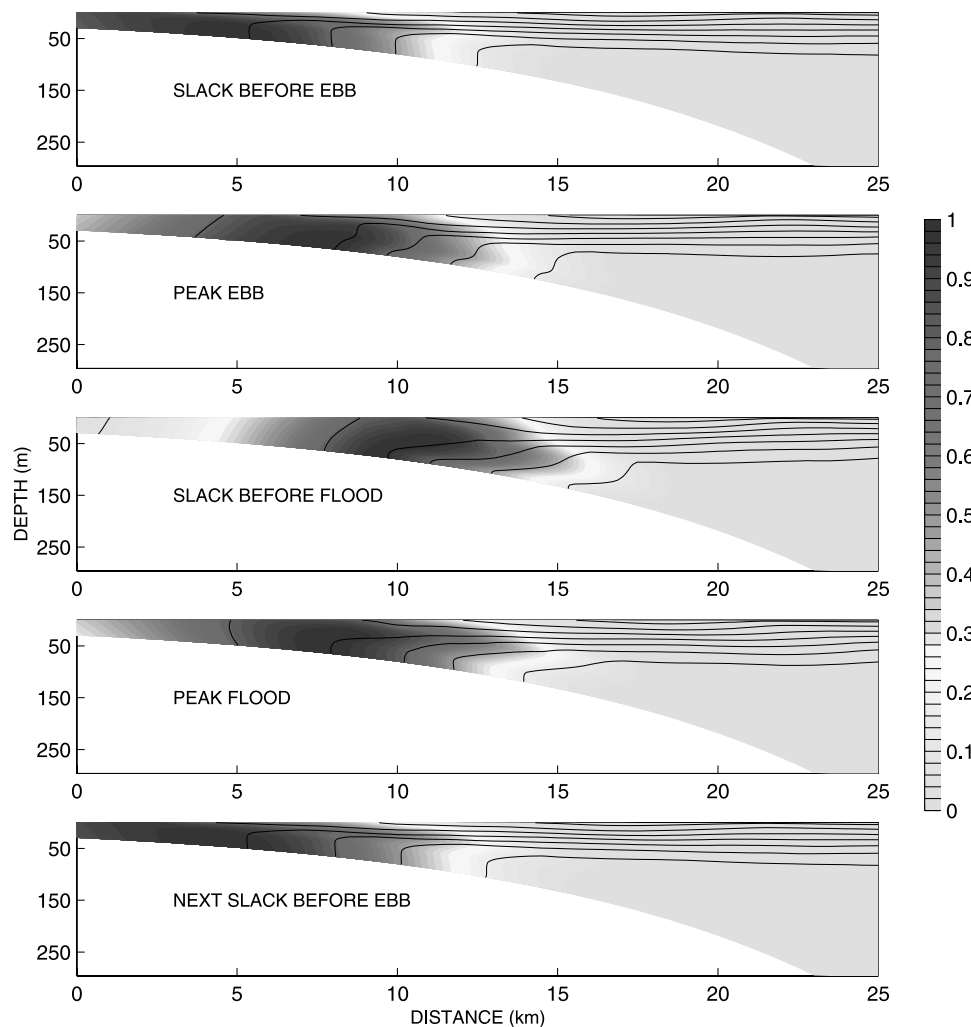 50
150
250
SLACK BEFORE EBB
0 5 10 15 20 25
50
150
250
PEAK EBB
0 5 10 15 20 25
50
150
250
SLACK BEFORE FLOOD
0 5 10 15 20 25
DEPTH (m)
50
150
250
PEAK FLOOD
0 5 10 15 20 25
50
150
250
NEXT SLACK BEFORE EBB
0 5 10 15 20 25
DISTANCE (km)
1
0.9
0.8
0.7
0.6
0.5
0.4
0.3
0.2
0.1
0